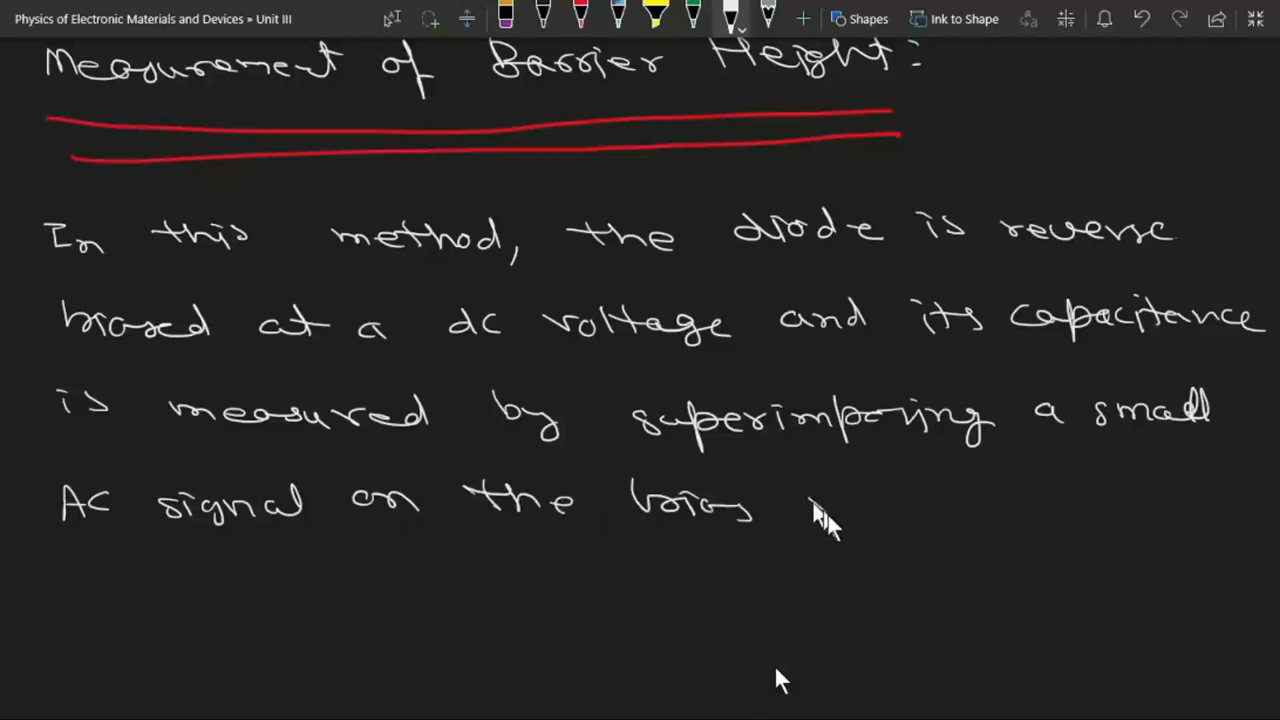 Physics of Electronic Materials and Devices » Unit III
Shapes
Ink to Shape
Measurement of Barrier Height:
In this method, the diode is reverse
biased at a dc voltage and its capacitance
is measured by superimposing a small
AC signal on the bias